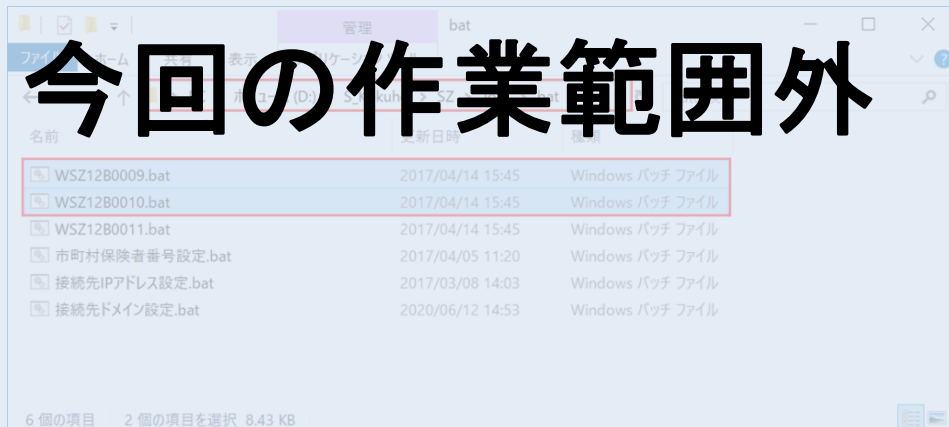 管理 bat
今回の作業範囲外
ファイル ホーム 共有 表示
(D:)
名前 更新日時 種類
WSZ12B0009.bat 2017/04/14 15:45 Windows バッチ ファイル
WSZ12B0010.bat 2017/04/14 15:45 Windows バッチ ファイル
WSZ12B0011.bat 2017/04/14 15:45 Windows バッチ ファイル
市町村保険者番号設定.bat 2017/04/05 11:20 Windows バッチ ファイル
接続先IPアドレス設定.bat 2017/03/08 14:03 Windows バッチ ファイル
接続先ドメイン設定.bat 2020/06/12 14:53 Windows バッチ ファイル
6 個の項目 2 個の項目を選択 8.43 KB